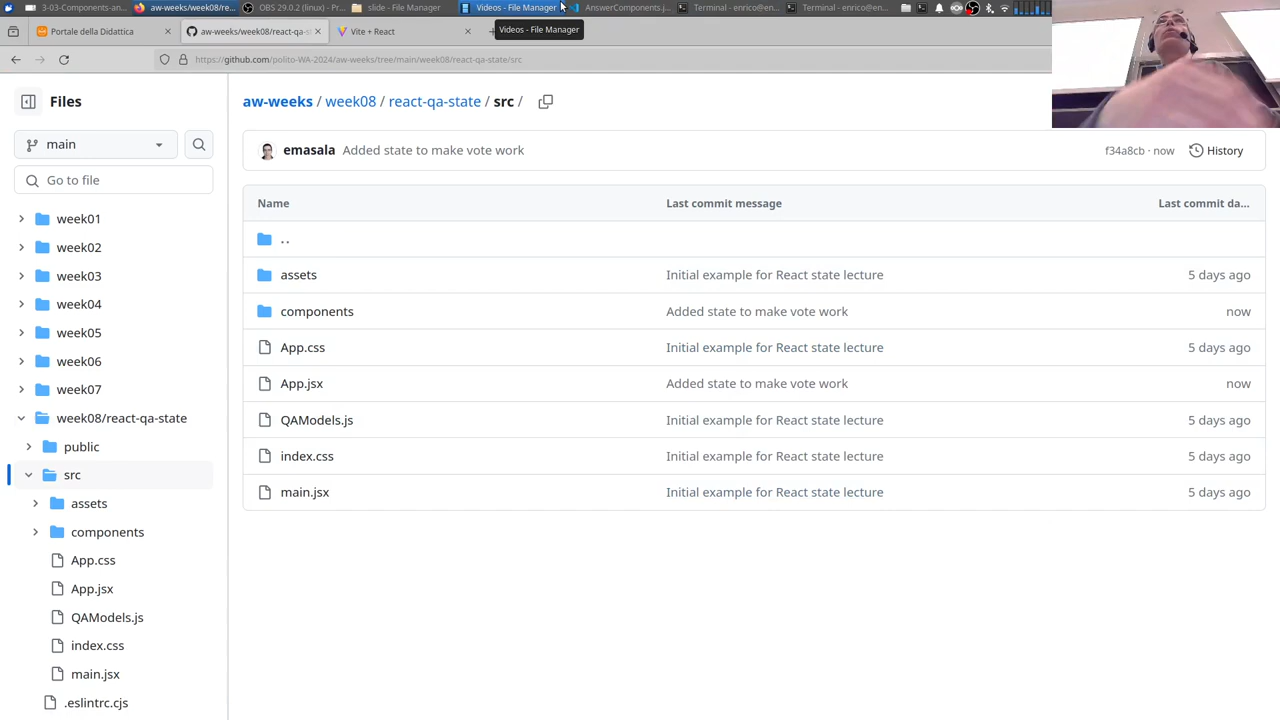 3-03-Components-an...
aw-weeks/week08/re...
OBS 29.0.2 (linux) - Pr...
slide - File Manager
Videos - File Manager
AnswerComponents.j...
Terminal - enrico@en...
Terminal - enrico@en...
Portale della Didattica
aw-weeks/week08/react-qa-
Vite + React
Videos - File Manager
https://github.com/polito-WA-2024/aw-weeks/tree/main/week08/react-qa-state/src
Files
aw-weeks / week08 / react-qa-state / src /
main
emasala Added state to make vote work
f34a8cb · now
History
Go to file
Name
Last commit message
Last commit da...
week01
..
week02
week03
assets
Initial example for React state lecture
5 days ago
week04
components
Added state to make vote work
now
week05
App.css
Initial example for React state lecture
5 days ago
week06
App.jsx
Added state to make vote work
now
week07
week08/react-qa-state
QAModels.js
Initial example for React state lecture
5 days ago
public
index.css
Initial example for React state lecture
5 days ago
src
main.jsx
Initial example for React state lecture
5 days ago
assets
components
App.css
App.jsx
QAModels.js
index.css
main.jsx
.eslintrc.cjs